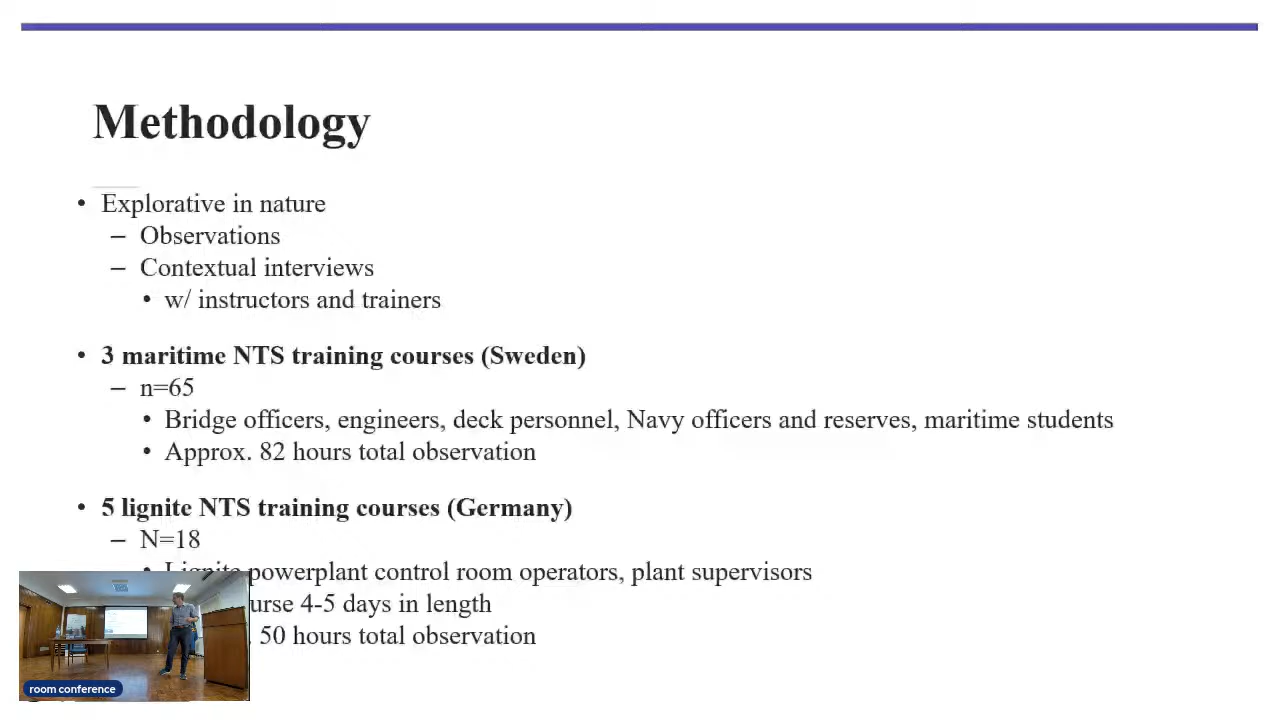 Methodology
• Explorative in nature
– Observations
– Contextual interviews
• w/ instructors and trainers
• 3 maritime NTS training courses (Sweden)
– n=65
• Bridge officers, engineers, deck personnel, Navy officers and reserves, maritime students
• Approx. 82 hours total observation
• 5 lignite NTS training courses (Germany)
– N=18
• Lignite powerplant control room operators, plant supervisors
4-5 days in length
50 hours total observation
room conference